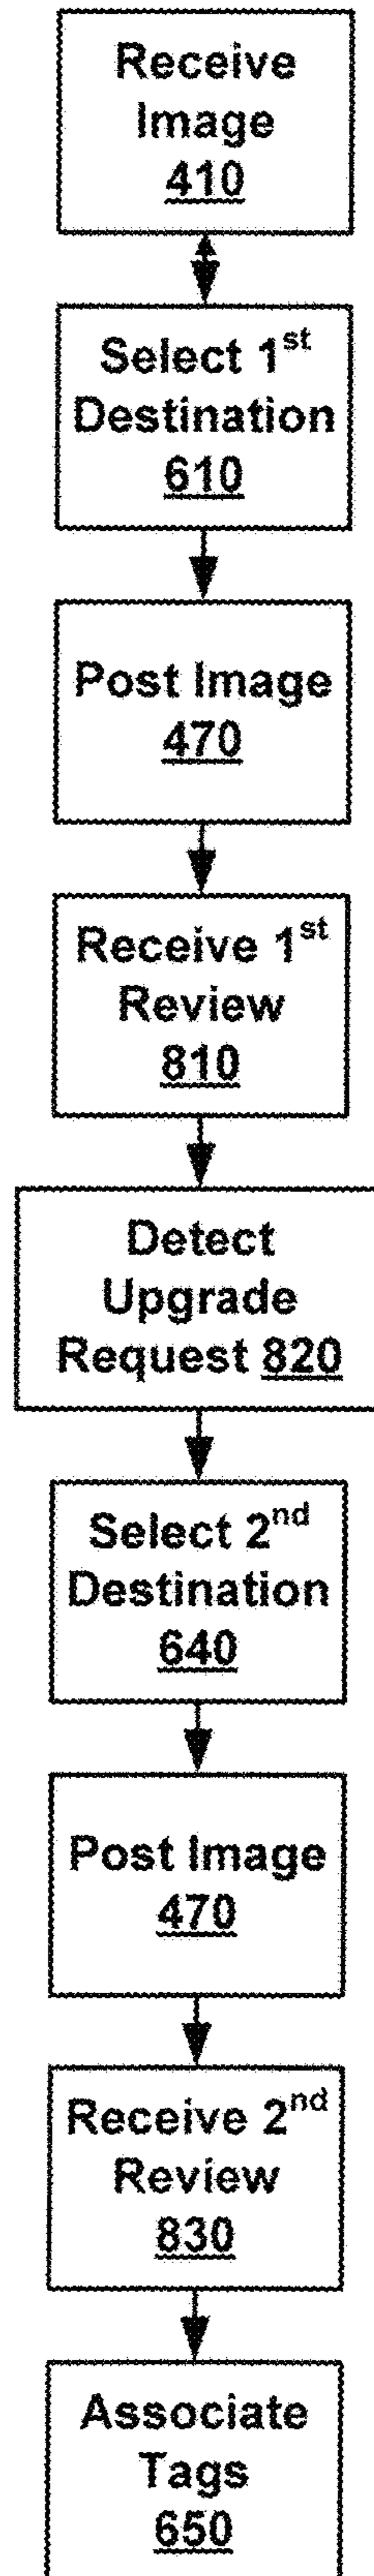 Receive
Image
410
Select 1st
Destination
610
Post Image
470
Receive 1st
Review
810
Detect
Upgrade
Request 820
Select 2nd
Destination
640
Post Image
470
Receive 2nd
Review
830
Associate
Tags
650